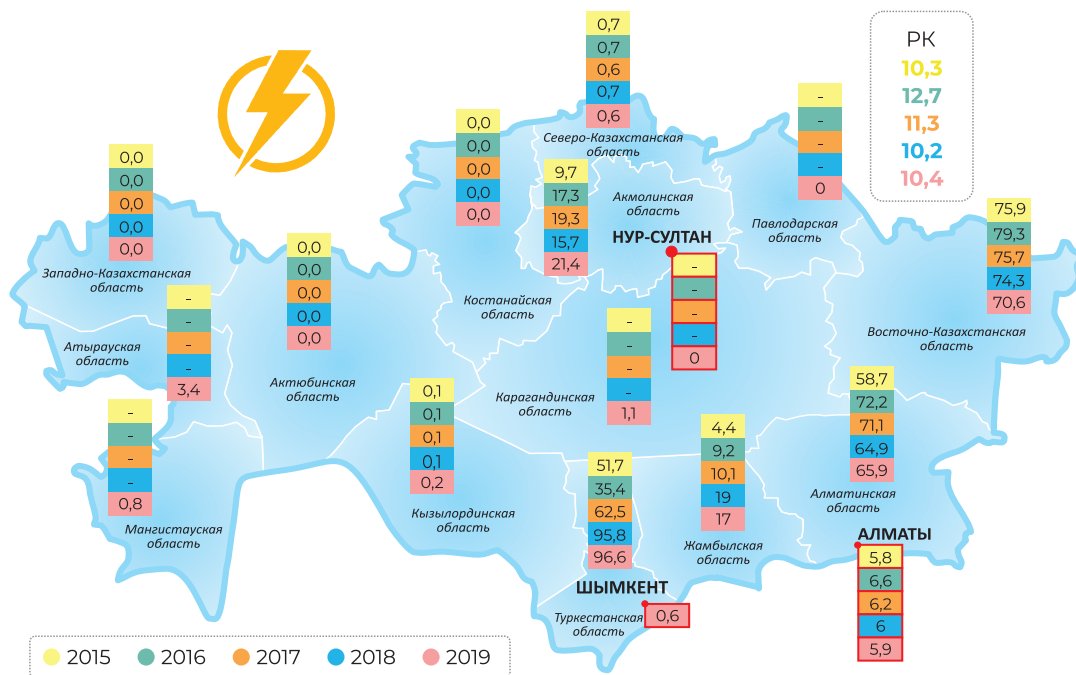 РК
10,3
12,7
11,3
10,2
10,4
0,7
0,7
0,6
0,7
0,6
Северо-Казахстанская
область
0,0
0,0
0,0
0,0
0,0
Костанайская
область
9,7
17,3
19,3
15,7
21,4
Акмолинская
область
НУР-СУЛТАН
-
-
-
-
0
-
-
-
-
0
Павлодарская
область
75,9
79,3
75,7
74,3
70,6
Восточно-Казахстанская
область
0,0
0,0
0,0
0,0
0,0
Западно-Казахстанская
область
-
-
-
-
3,4
Атырауская
область
0,0
0,0
0,0
0,0
0,0
Актюбинская
область
-
-
-
-
1,1
Карагандинская
область
-
-
-
-
0,8
Мангистауская
область
0,1
0,1
0,1
0,1
0,2
Кызылординская
область
51,7
35,4
62,5
95,8
96,6
ШЫМКЕНТ
0,6
Туркестанская
область
4,4
9,2
10,1
19
17
Жамбылская
область
58,7
72,2
71,1
64,9
65,9
Алматинская
область
АЛМАТЫ
5,8
6,6
6,2
6
5,9
2015 2016 2017 2018 2019